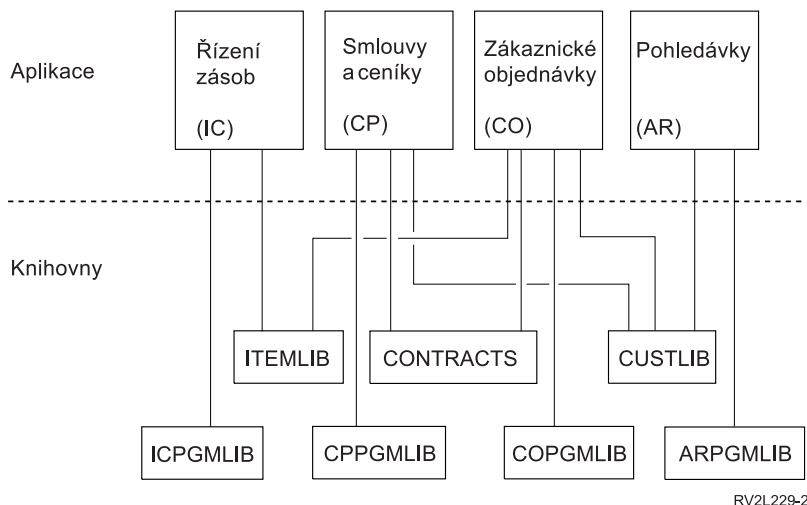 Aplikace
Řízení
zásob
(IC)
Smlouvy
a ceníky
(CP)
Zákaznické
objednávky
(CO)
Pohledávky
(AR)
Knihovny
ITEMLIB
CONTRACTS
CUSTLIB
ICPGMLIB
CPPGMLIB
COPGMLIB
ARPGMLIB
RV2L229-2